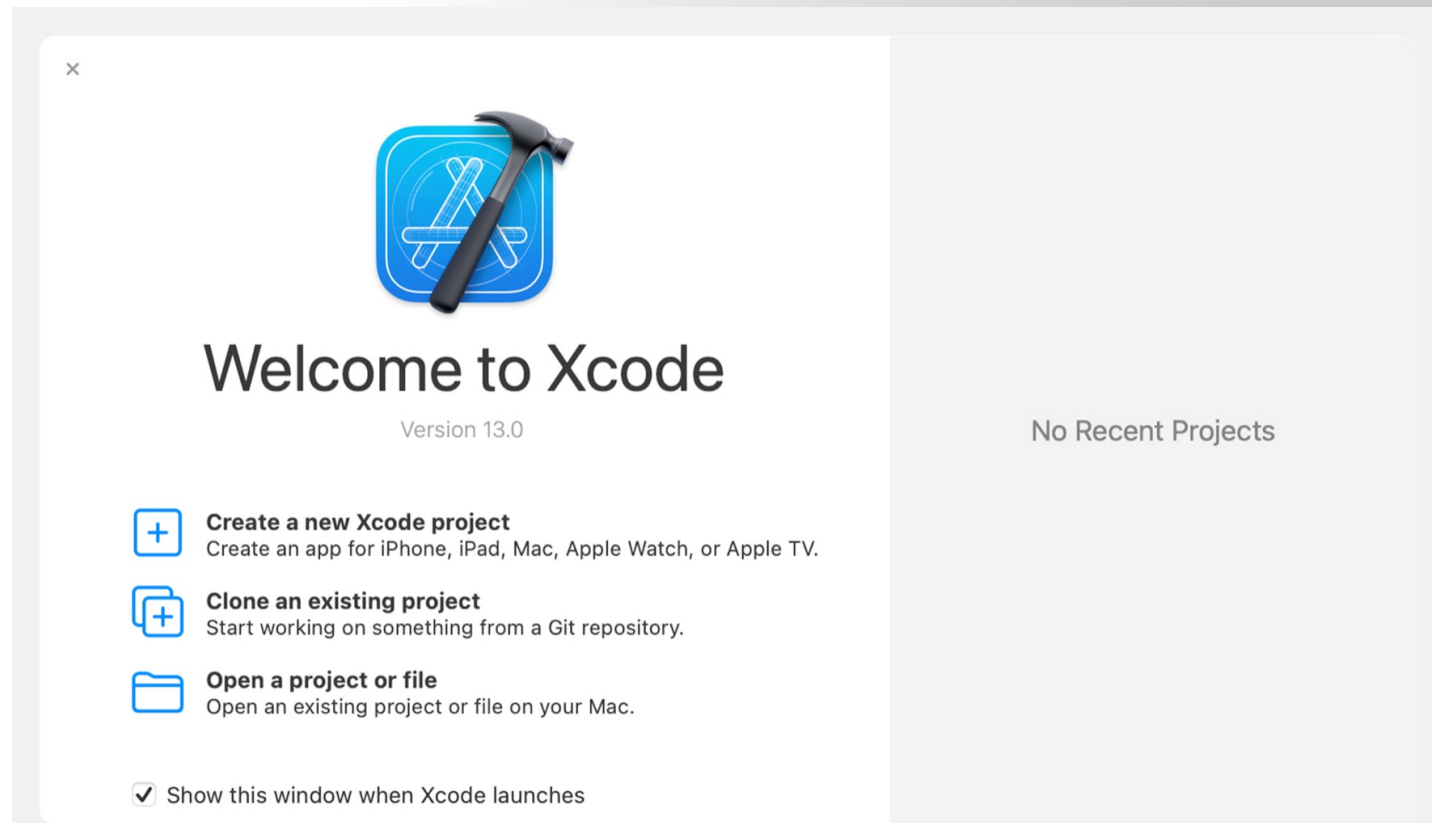 Welcome to Xcode
Version 13.0
Create a new Xcode project
Create an app for iPhone, iPad, Mac, Apple Watch, or Apple TV.
Clone an existing project
Start working on something from a Git repository.
Open a project or file
Open an existing project or file on your Mac.
Show this window when Xcode launches
No Recent Projects